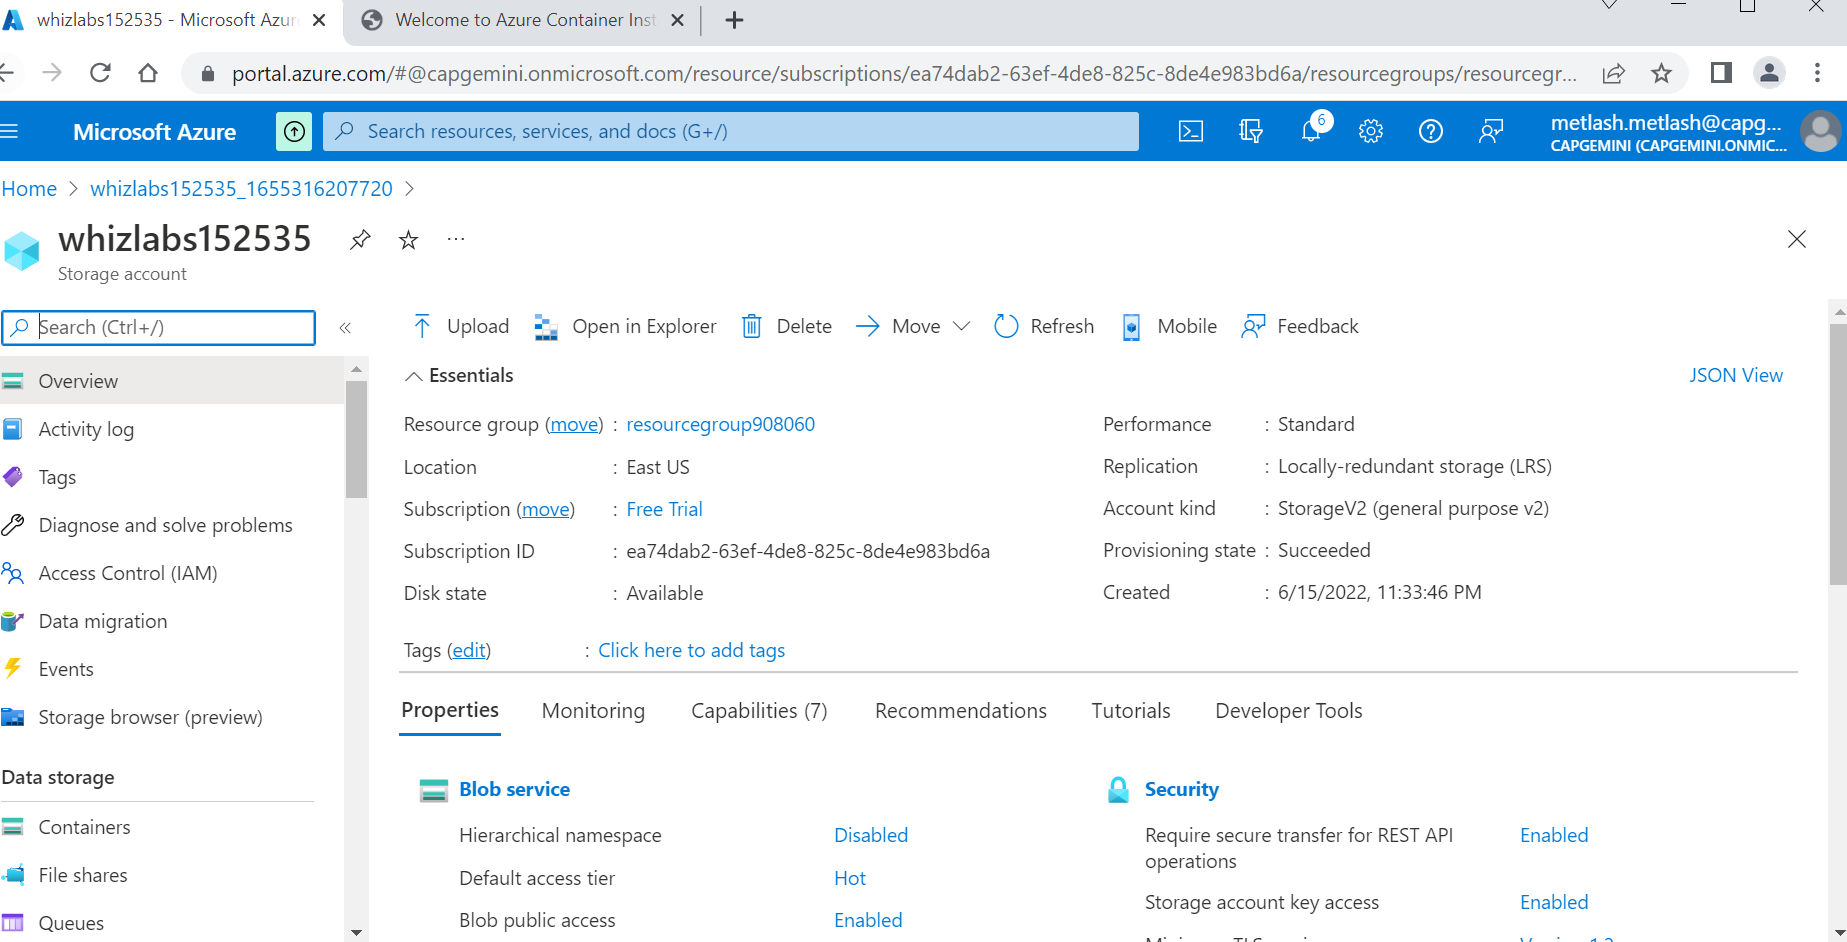 whizlabs152535 - Microsoft Azur
Welcome to Azure Container Inst
portal.azure.com/#@capgemini.onmicrosoft.com/resource/subscriptions/ea74dab2-63ef-4de8-825c-8de4e983bd6a/resourcegroups/resourcegr...
Microsoft Azure
Search resources, services, and docs (G+/)
6
metlash.metlash@capg...
CAPGEMINI (CAPGEMINI.ONMIC...
Home > whizlabs152535_1655316207720 >
whizlabs152535
Storage account
Search (Ctrl+/)
«
Overview
Activity log
Tags
Diagnose and solve problems
Access Control (IAM)
Data migration
Events
Storage browser (preview)
Data storage
Containers
File shares
Queues
Upload Open in Explorer Delete Move Refresh Mobile Feedback
Essentials
JSON View
Resource group (move) : resourcegroup908060
Location : East US
Subscription (move) : Free Trial
Subscription ID : ea74dab2-63ef-4de8-825c-8de4e983bd6a
Disk state : Available
Performance : Standard
Replication : Locally-redundant storage (LRS)
Account kind : StorageV2 (general purpose v2)
Provisioning state : Succeeded
Created : 6/15/2022, 11:33:46 PM
Tags (edit) : Click here to add tags
Properties Monitoring Capabilities (7) Recommendations Tutorials Developer Tools
Blob service
Hierarchical namespace Disabled
Default access tier Hot
Blob public access Enabled
Security
Require secure transfer for REST API operations Enabled
Storage account key access Enabled